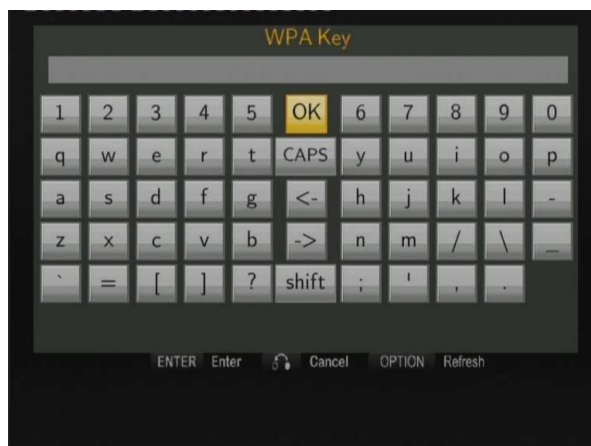 WPA Key
1 2 3 4 5 OK 6 7 8 9 0
q w e r t CAPS y u i o p
a s d f g <- h j k l -
z x c v b -> n m / \ _
` = [ ] ? shift ; ' , .
ENTER Enter Cancel OPTION Refresh